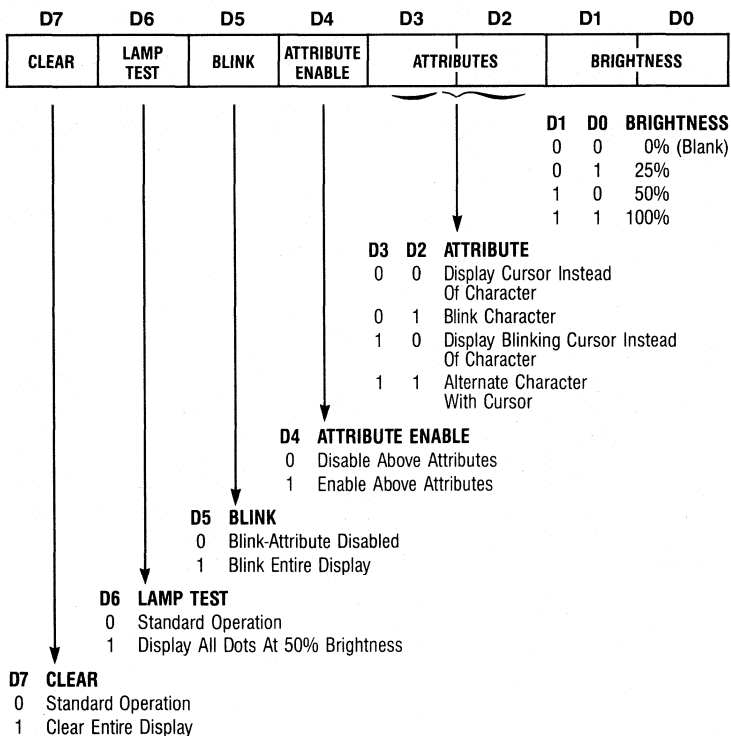 D7 D6 D5 D4 D3 D2 D1 D0
CLEAR LAMP TEST BLINK ATTRIBUTE ENABLE ATTRIBUTES BRIGHTNESS
D1 D0 BRIGHTNESS
0 0 0% (Blank)
0 1 25%
1 0 50%
1 1 100%
D3 D2 ATTRIBUTE
0 0 Display Cursor Instead
Of Character
0 1 Blink Character
1 0 Display Blinking Cursor Instead
Of Character
1 1 Alternate Character
With Cursor
D4 ATTRIBUTE ENABLE
0 Disable Above Attributes
1 Enable Above Attributes
D5 BLINK
0 Blink-Attribute Disabled
1 Blink Entire Display
D6 LAMP TEST
0 Standard Operation
1 Display All Dots At 50% Brightness
D7 CLEAR
0 Standard Operation
1 Clear Entire Display